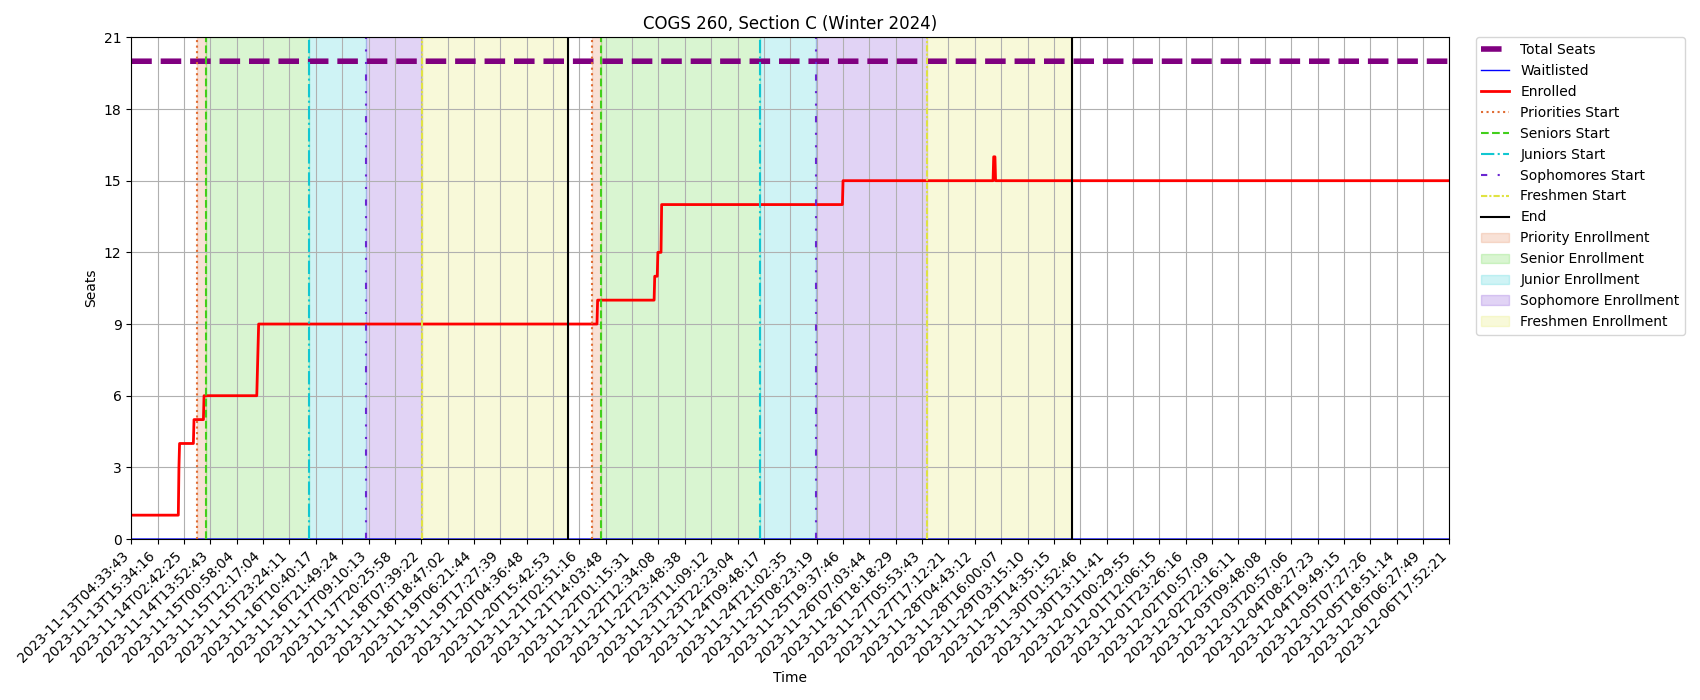 COGS 260, Section C (Winter 2024)
21
18
15
12
9
6
3
0
Seats
2023-11-13T04:33:43
2023-11-13T15:34:16
2023-11-14T02:42:25
2023-11-14T13:52:43
2023-11-15T00:58:04
2023-11-15T12:17:04
2023-11-15T23:24:11
2023-11-16T10:40:17
2023-11-16T21:49:24
2023-11-17T09:10:13
2023-11-17T20:25:58
2023-11-18T07:39:22
2023-11-18T18:47:02
2023-11-19T06:21:44
2023-11-19T17:27:39
2023-11-20T04:36:48
2023-11-20T15:42:53
2023-11-21T02:51:16
2023-11-21T14:03:48
2023-11-22T01:15:31
2023-11-22T12:34:08
2023-11-22T23:48:38
2023-11-23T11:09:12
2023-11-23T22:23:04
2023-11-24T09:48:17
2023-11-24T21:02:35
2023-11-25T08:23:19
2023-11-25T19:37:46
2023-11-26T07:03:44
2023-11-26T18:18:29
2023-11-27T05:53:43
2023-11-27T17:12:21
2023-11-28T04:43:12
2023-11-28T16:00:07
2023-11-29T03:15:10
2023-11-29T14:35:15
2023-11-30T01:52:46
2023-11-30T13:11:41
2023-12-01T00:29:55
2023-12-01T12:06:15
2023-12-01T23:26:16
2023-12-02T10:57:09
2023-12-02T22:16:11
2023-12-03T09:48:08
2023-12-03T20:57:06
2023-12-04T08:27:23
2023-12-04T19:49:15
2023-12-05T07:27:26
2023-12-05T18:51:14
2023-12-06T06:27:49
2023-12-06T17:52:21
Time
Total Seats
Waitlisted
Enrolled
Priorities Start
Seniors Start
Juniors Start
Sophomores Start
Freshmen Start
End
Priority Enrollment
Senior Enrollment
Junior Enrollment
Sophomore Enrollment
Freshmen Enrollment